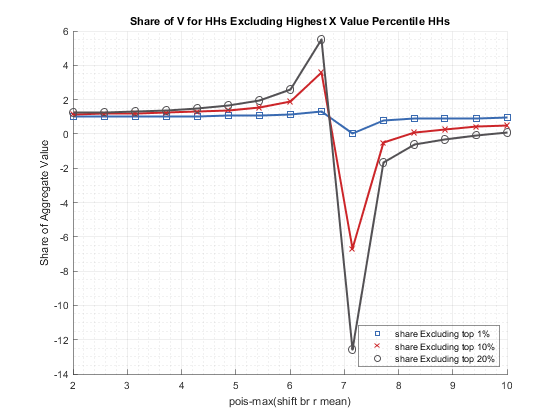 Share of V for HHs Excluding Highest X Value Percentile HHs
6
4
2
0
-2
-4
-6
-8
-10
-12
-14
Share of Aggregate Value
share Excluding top 1%
share Excluding top 10%
share Excluding top 20%
2 3 4 5 6 7 8 9 10
pois-max(shift br r mean)